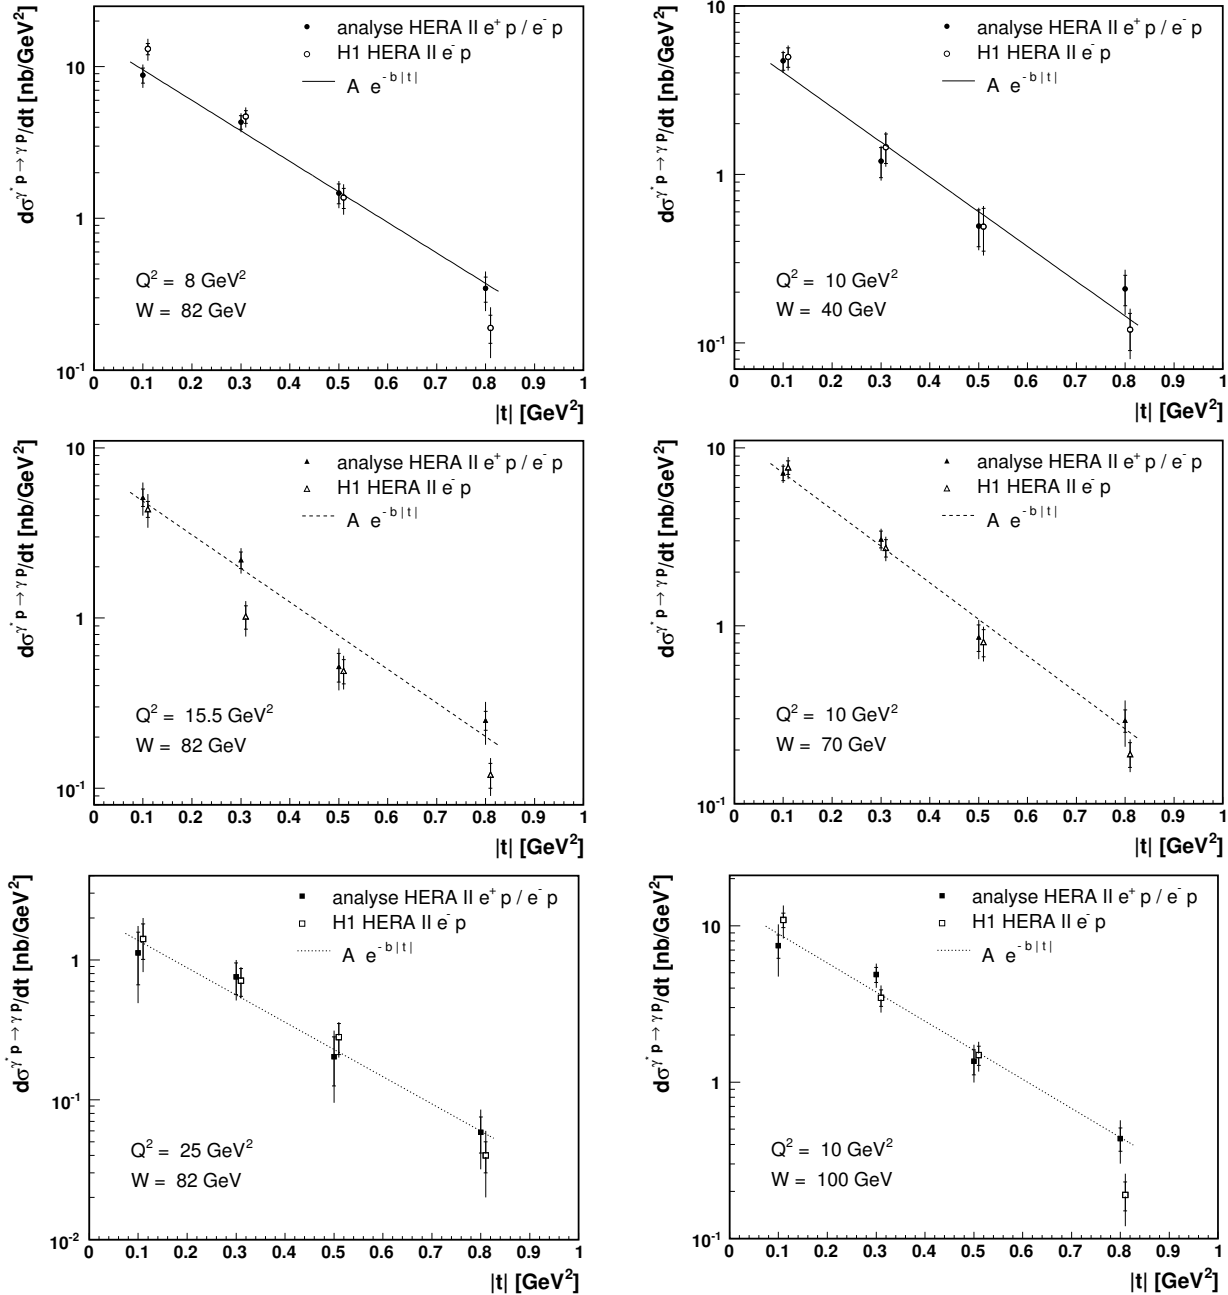 dσ^γ* p → γ p/dt [nb/GeV²]
analyse HERA II e⁺ p / e⁻ p
H1 HERA II e⁻ p
A e^-b|t|
10
1
10⁻¹
Q² = 8 GeV²
W = 82 GeV
0 0.1 0.2 0.3 0.4 0.5 0.6 0.7 0.8 0.9 1
|t| [GeV²]
dσ^γ* p → γ p/dt [nb/GeV²]
analyse HERA II e⁺ p / e⁻ p
H1 HERA II e⁻ p
A e^-b|t|
10
1
10⁻¹
Q² = 10 GeV²
W = 40 GeV
0 0.1 0.2 0.3 0.4 0.5 0.6 0.7 0.8 0.9 1
|t| [GeV²]
dσ^γ* p → γ p/dt [nb/GeV²]
analyse HERA II e⁺ p / e⁻ p
H1 HERA II e⁻ p
A e^-b|t|
10
1
10⁻¹
Q² = 15.5 GeV²
W = 82 GeV
0 0.1 0.2 0.3 0.4 0.5 0.6 0.7 0.8 0.9 1
|t| [GeV²]
dσ^γ* p → γ p/dt [nb/GeV²]
analyse HERA II e⁺ p / e⁻ p
H1 HERA II e⁻ p
A e^-b|t|
10
1
10⁻¹
Q² = 10 GeV²
W = 70 GeV
0 0.1 0.2 0.3 0.4 0.5 0.6 0.7 0.8 0.9 1
|t| [GeV²]
dσ^γ* p → γ p/dt [nb/GeV²]
analyse HERA II e⁺ p / e⁻ p
H1 HERA II e⁻ p
A e^-b|t|
1
10⁻¹
10⁻²
Q² = 25 GeV²
W = 82 GeV
0 0.1 0.2 0.3 0.4 0.5 0.6 0.7 0.8 0.9 1
|t| [GeV²]
dσ^γ* p → γ p/dt [nb/GeV²]
analyse HERA II e⁺ p / e⁻ p
H1 HERA II e⁻ p
A e^-b|t|
10
1
10⁻¹
Q² = 10 GeV²
W = 100 GeV
0 0.1 0.2 0.3 0.4 0.5 0.6 0.7 0.8 0.9 1
|t| [GeV²]